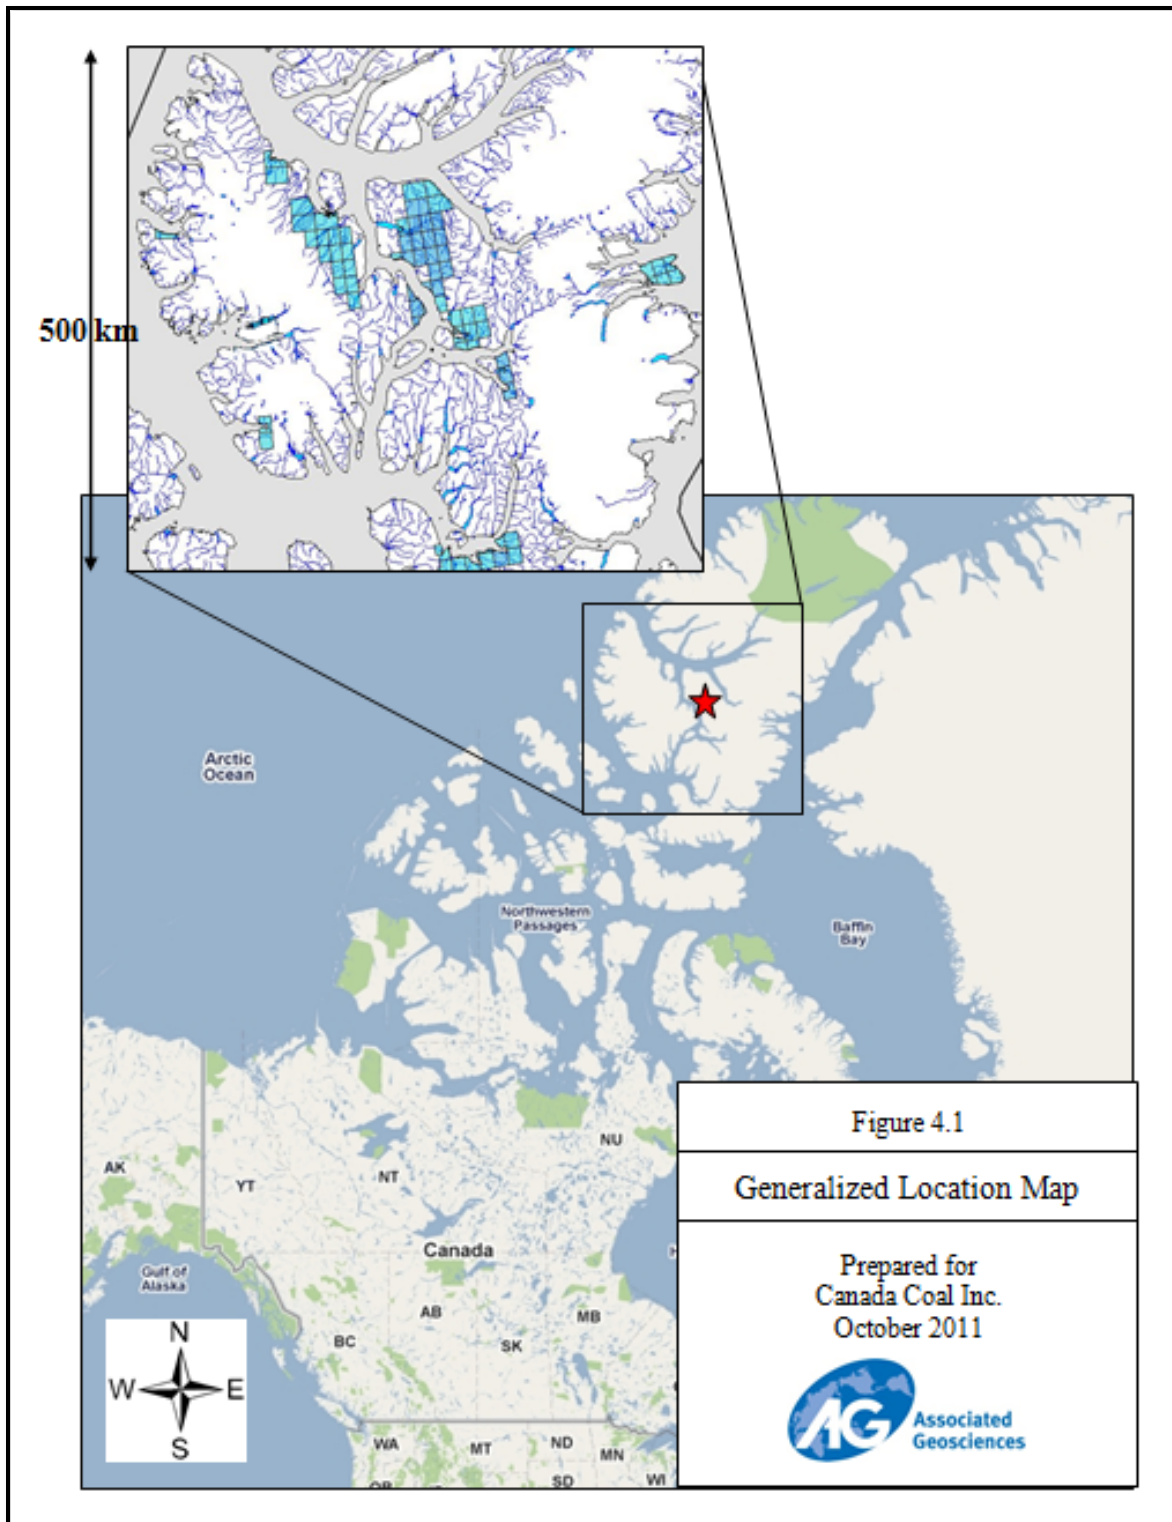 500 km
Arctic
Ocean
Northwestern
Passages
Baffin
Bay
NU
AK
YT
NT
Canada
Gulf of
Alaska
AB
MB
BC
SK
N
W E
S
WA
MT
ND
MN
SD
WI
Figure 4.1
Generalized Location Map
Prepared for
Canada Coal Inc.
October 2011
AG
Associated
Geosciences